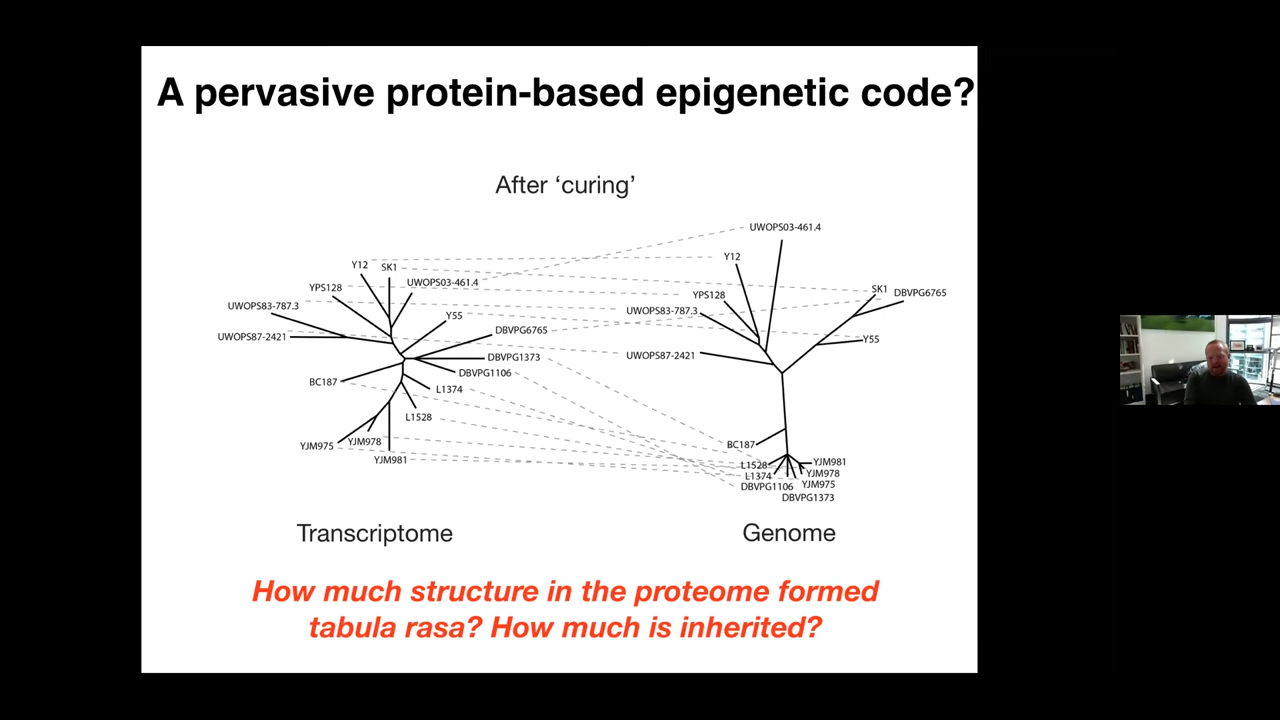 A pervasive protein-based epigenetic code?
After ‘curing’
Y12
SK1
UWOPS03-461.4
YPS128
UWOPS83-787.3
Y55
UWOPS87-2421
DBVPG6765
DBVPG1373
DBVPG1106
BC187
L1374
L1528
YJM978
YJM975
YJM981
UWOPS03-461.4
Y12
SK1
DBVPG6765
YPS128
UWOPS83-787.3
Y55
UWOPS87-2421
BC187
L1528
YJM981
YJM978
L1374
YJM975
DBVPG1106
DBVPG1373
Transcriptome
Genome
How much structure in the proteome formed
tabula rasa? How much is inherited?